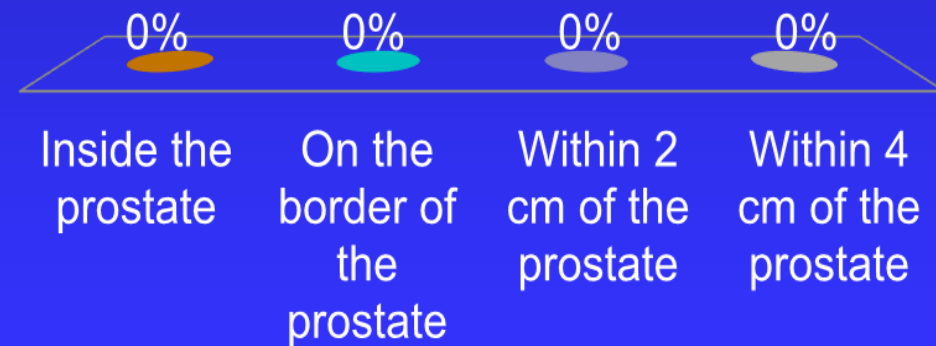 0% 0% 0% 0%
Inside the
prostate
On the
border of
the
prostate
Within 2
cm of the
prostate
Within 4
cm of the
prostate